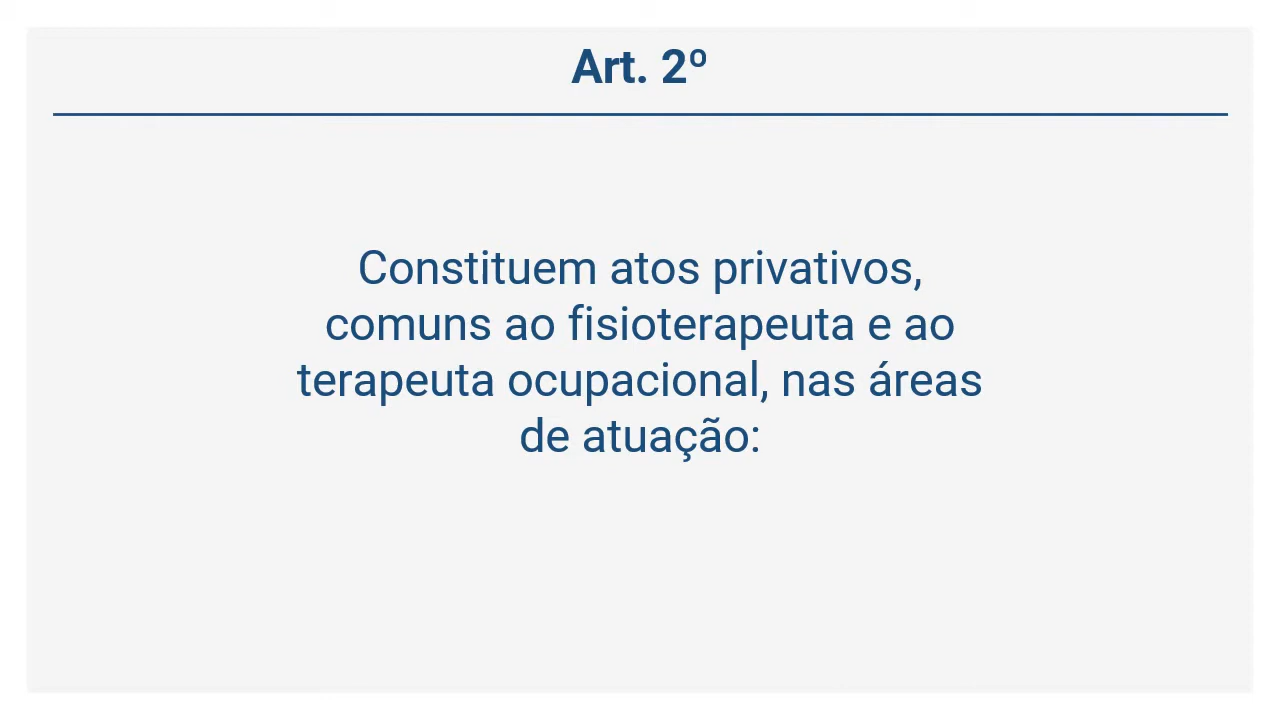 Art. 2º
Constituem atos privativos,
comuns ao fisioterapeuta e ao
terapeuta ocupacional, nas áreas
de atuação: